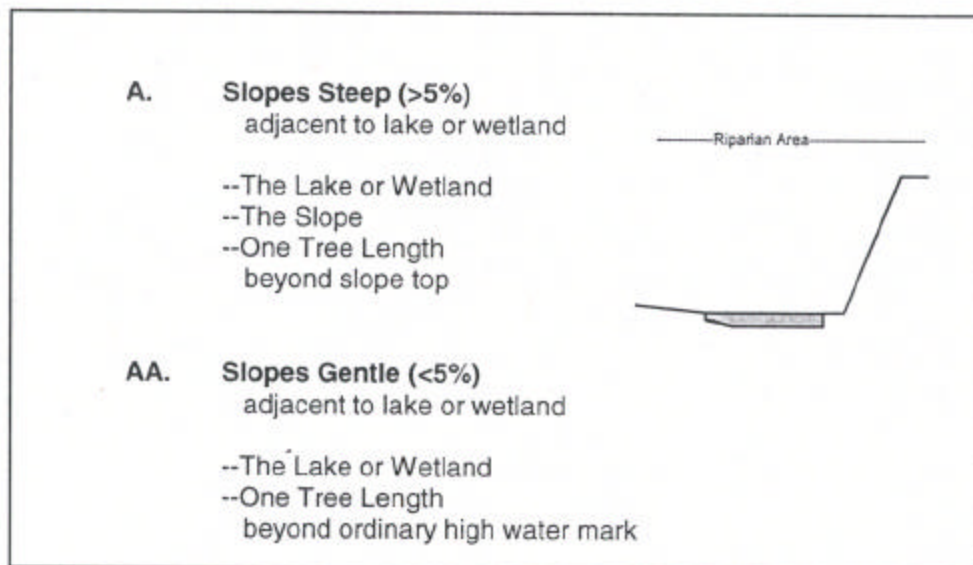 A. Slopes Steep (>5%)
adjacent to lake or wetland
Riparian Area
--The Lake or Wetland
--The Slope
--One Tree Length
beyond slope top
AA. Slopes Gentle (<5%)
adjacent to lake or wetland
--The Lake or Wetland
--One Tree Length
beyond ordinary high water mark